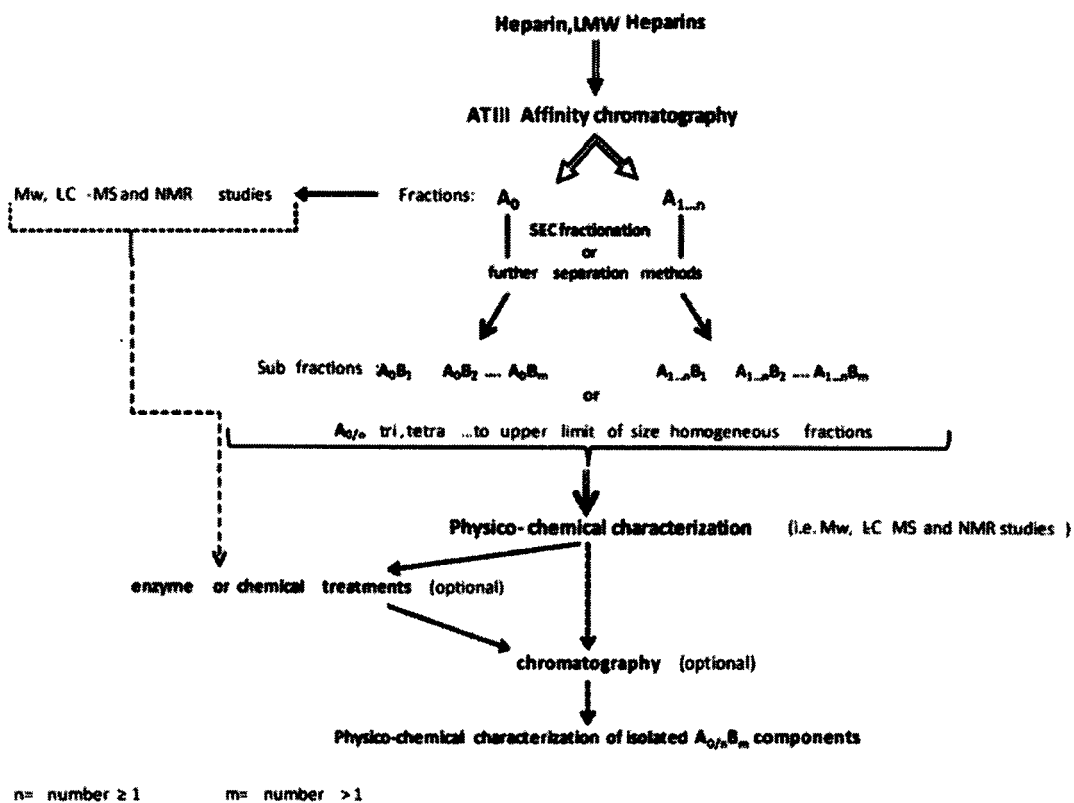 Heparin,LMW Heparins
ATIII Affinity chromatography
Mw, LC -MS and NMR studies Fractions: A0 A1...n
SEC fractionation
or
further separation methods
Sub fractions :A0B1 A0B2 .... A0Bm A1...nB1 A1...nB2 .... A1...nBm
or
A0/n tri,tetra ...to upper limit of size homogeneous fractions
Physico- chemical characterization (i.e. Mw, LC MS and NMR studies )
enzyme or chemical treatments (optional)
chromatography (optional)
Physico-chemical characterization of isolated A0/nBm components
n= number ≥ 1 m= number > 1